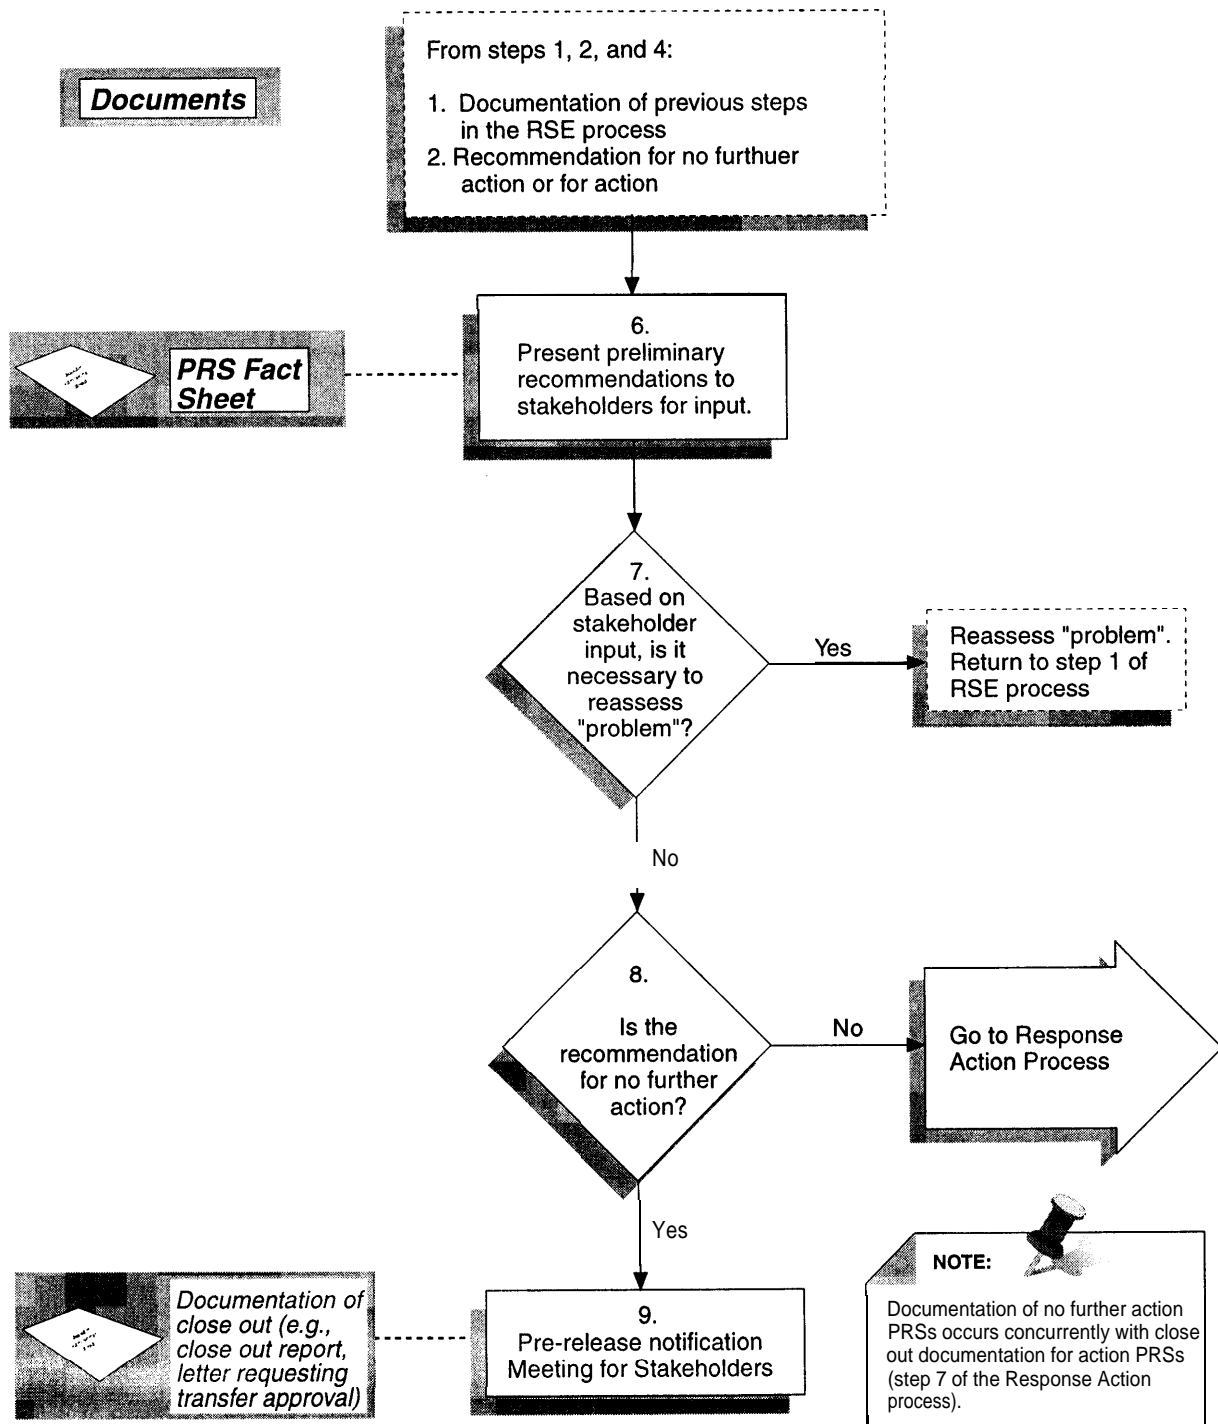 Documents
From steps 1, 2, and 4:
1. Documentation of previous steps
in the RSE process
2. Recommendation for no furthuer
action or for action
PRS Fact
Sheet
6.
Present preliminary
recommendations to
stakeholders for input.
7.
Based on
stakeholder
input, is it
necessary to
reassess
"problem"?
Yes
Reassess "problem".
Return to step 1 of
RSE process
No
8.
Is the
recommendation
for no further
action?
No
Go to Response
Action Process
Yes
Documentation of
close out (e.g.,
close out report,
letter requesting
transfer approval)
9.
Pre-release notification
Meeting for Stakeholders
NOTE:
Documentation of no further action
PRSs occurs concurrently with close
out documentation for action PRSs
(step 7 of the Response Action
process).